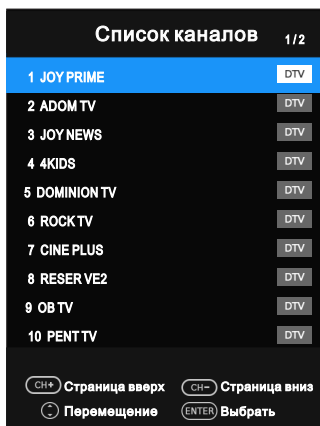 Список каналов 1/2
1 JOY PRIME DTV
2 ADOM TV DTV
3 JOY NEWS DTV
4 4KIDS DTV
5 DOMINION TV DTV
6 ROCK TV DTV
7 CINE PLUS DTV
8 RESER VE2 DTV
9 OB TV DTV
10 PENT TV DTV
CH+ Страница вверх CH- Страница вниз
Перемещение ENTER Выбрать